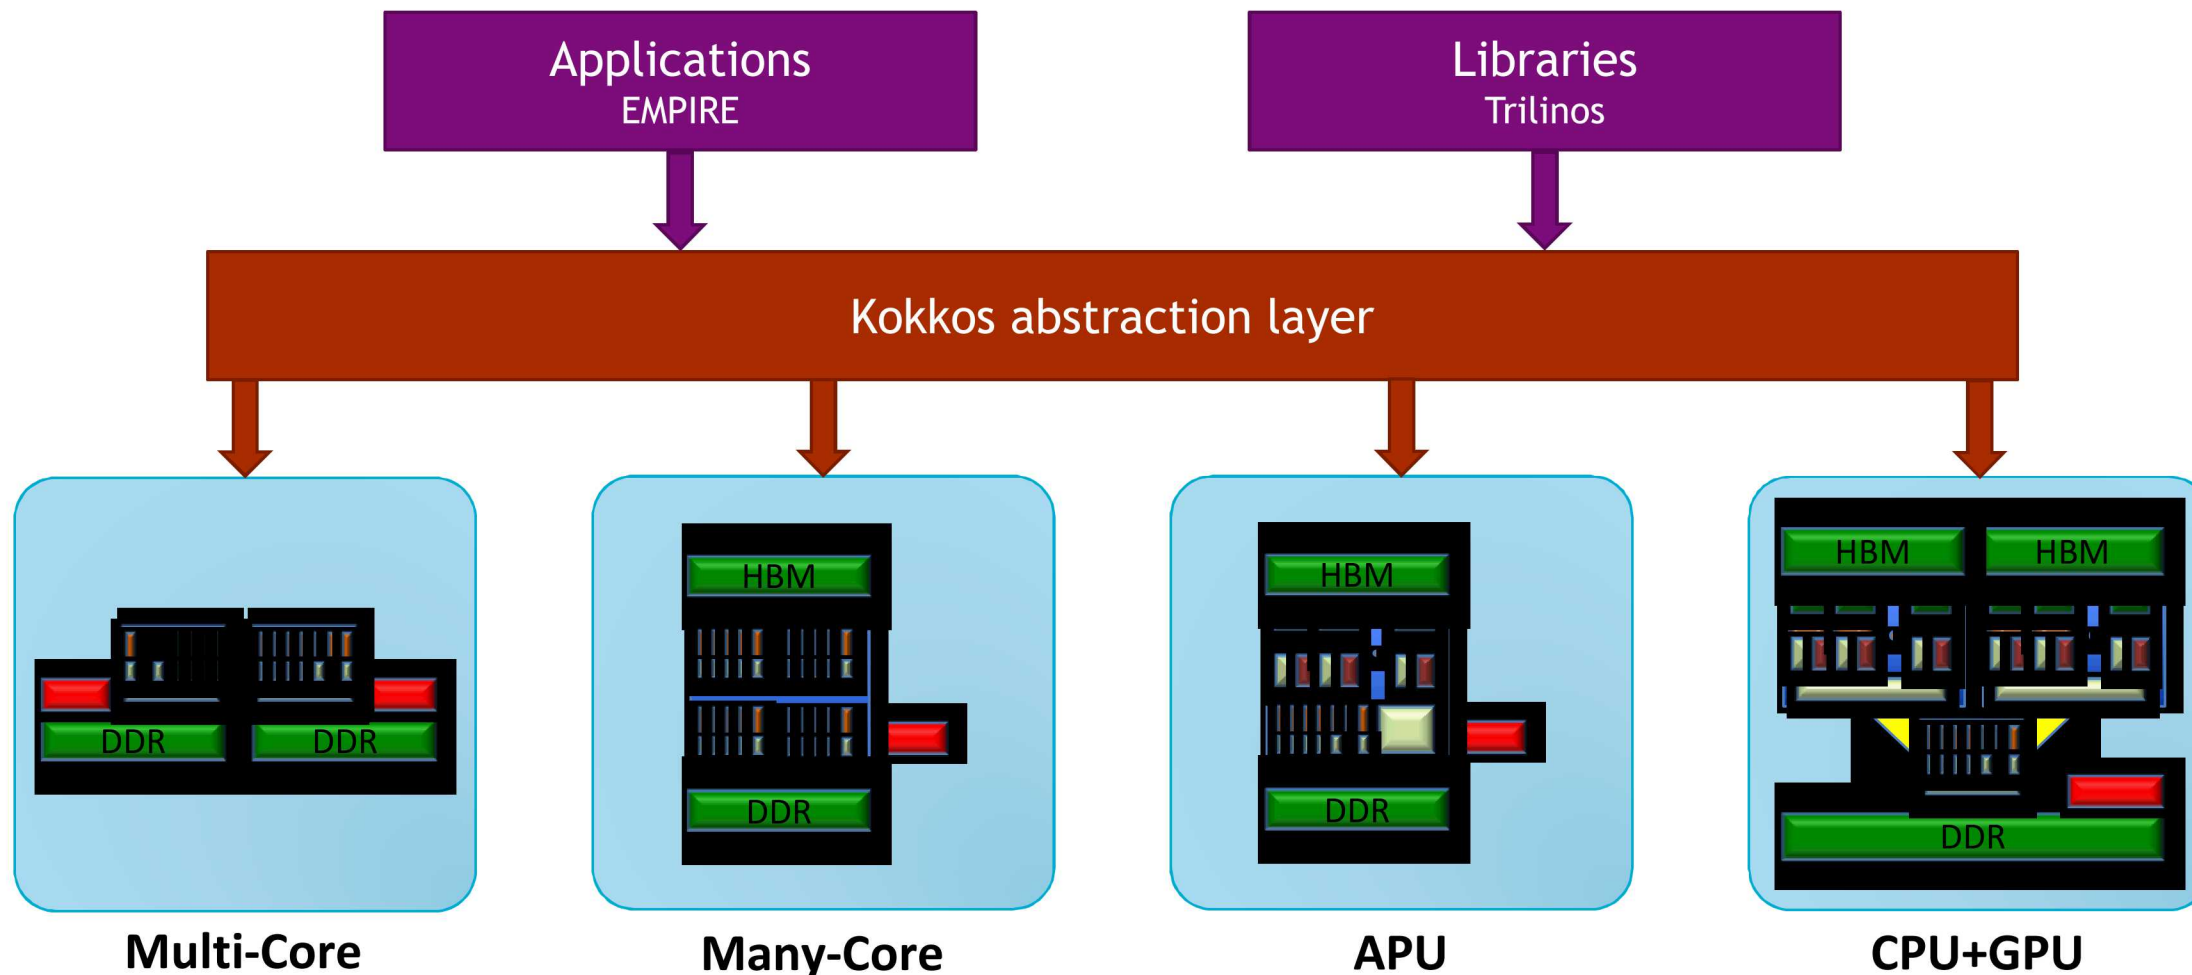 Applications
EMPIRE
Libraries
Trilinos
Kokkos abstraction layer
DDR
DDR
HBM
DDR
HBM
DDR
HBM
HBM
DDR
Multi-Core
Many-Core
APU
CPU+GPU